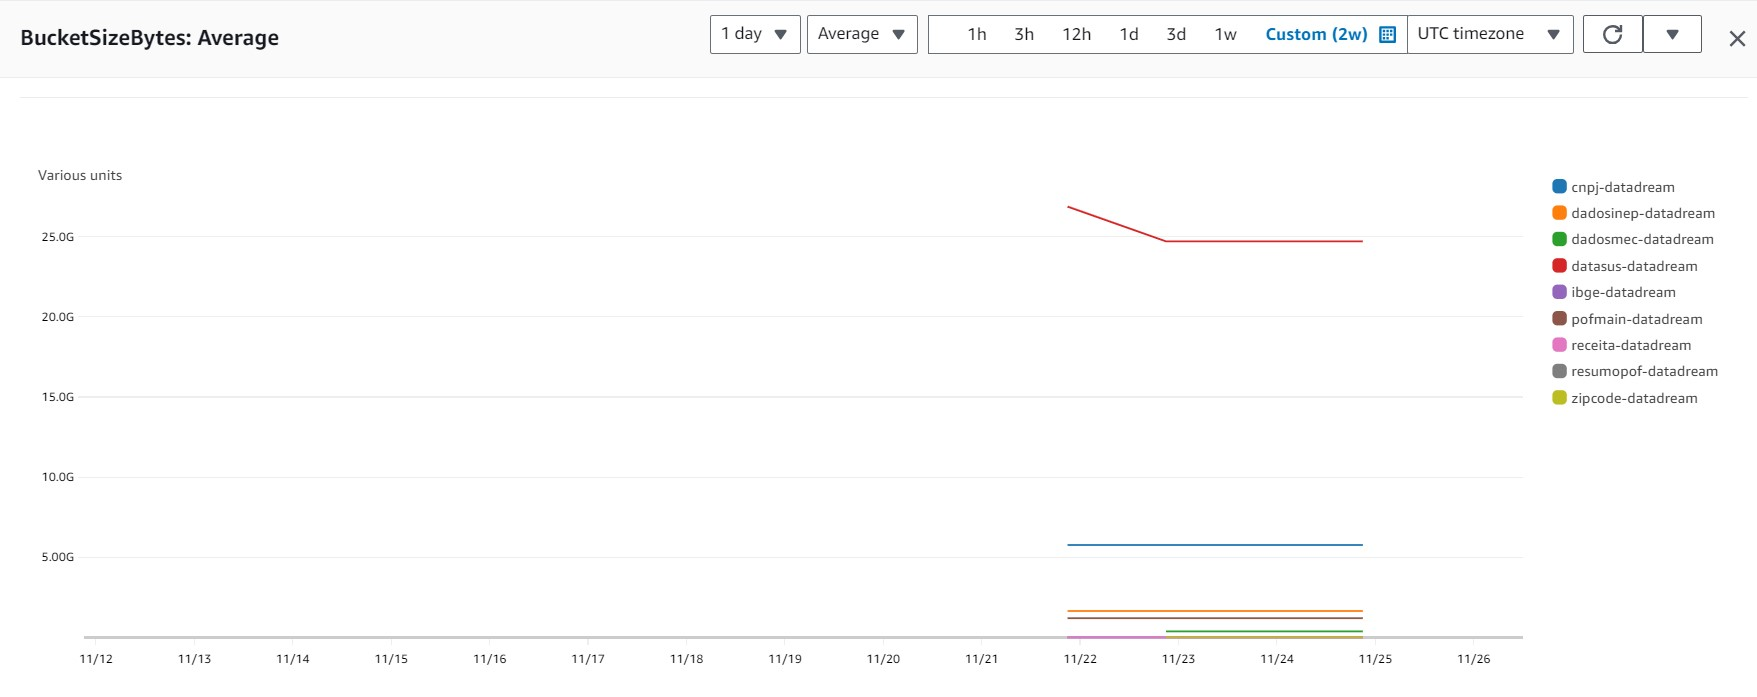 BucketSizeBytes: Average
1 day
Average
1h 3h 12h 1d 3d 1w Custom (2w)
UTC timezone
Various units
25.0G
20.0G
15.0G
10.0G
5.00G
11/12 11/13 11/14 11/15 11/16 11/17 11/18 11/19 11/20 11/21 11/22 11/23 11/24 11/25 11/26
cnpj-datadream
dadosinep-datadream
dadosmec-datadream
datasus-datadream
ibge-datadream
pofmain-datadream
receita-datadream
resumopof-datadream
zipcode-datadream